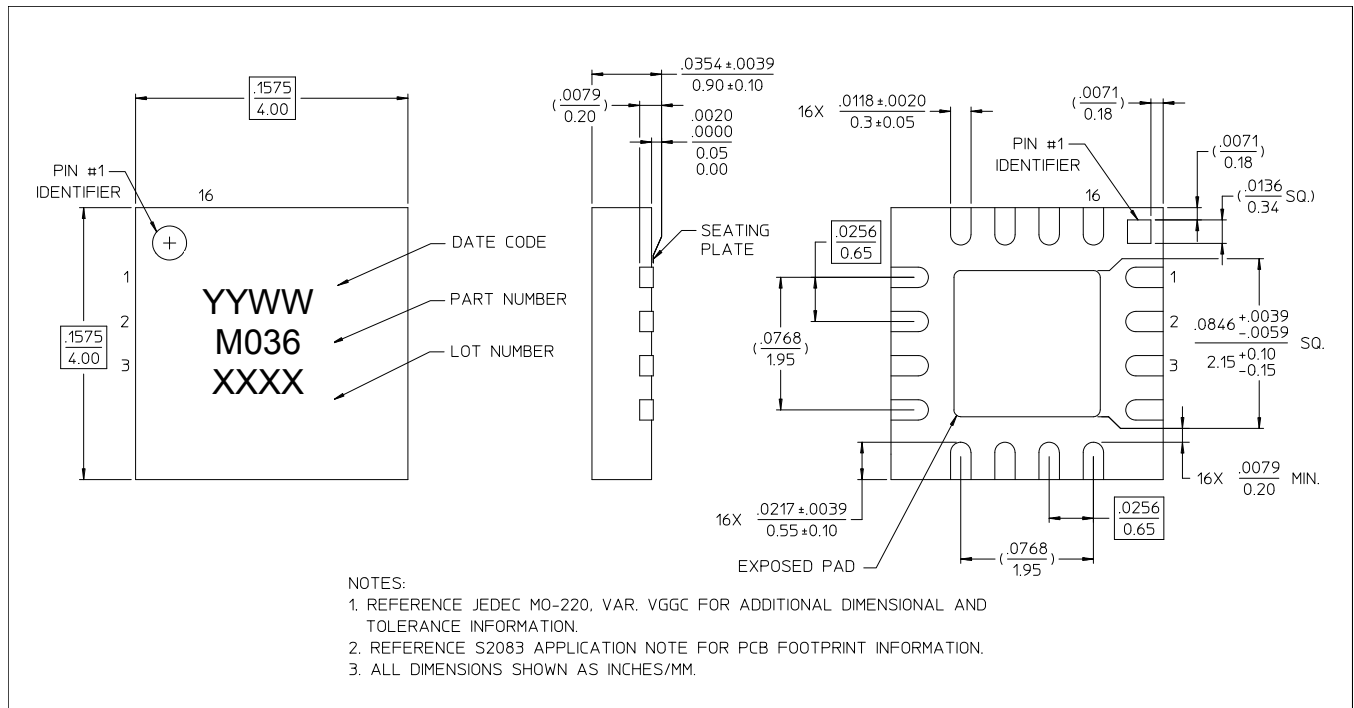 .1575
4.00
PIN #1
IDENTIFIER
16
1
2
3
.1575
4.00
YYWW
M036
XXXX
DATE CODE
PART NUMBER
LOT NUMBER
.0354±.0039
0.90±0.10
(.0079
0.20)
.0020
.0000
0.05
0.00
SEATING
PLATE
16X .0118±.0020
0.3±0.05
(.0071
0.18)
PIN #1
IDENTIFIER
16
(.0071
0.18)
(.0136
0.34 SQ.)
.0256
0.65
(.0768
1.95)
1
2
3
.0846 +.0039
-.0059
2.15 +0.10
-0.15
SQ.
16X .0079
0.20 MIN.
16X .0217±.0039
0.55±0.10
.0256
0.65
(.0768
1.95)
EXPOSED PAD
NOTES:
1. REFERENCE JEDEC MO-220, VAR. VGGC FOR ADDITIONAL DIMENSIONAL AND
TOLERANCE INFORMATION.
2. REFERENCE S2083 APPLICATION NOTE FOR PCB FOOTPRINT INFORMATION.
3. ALL DIMENSIONS SHOWN AS INCHES/MM.